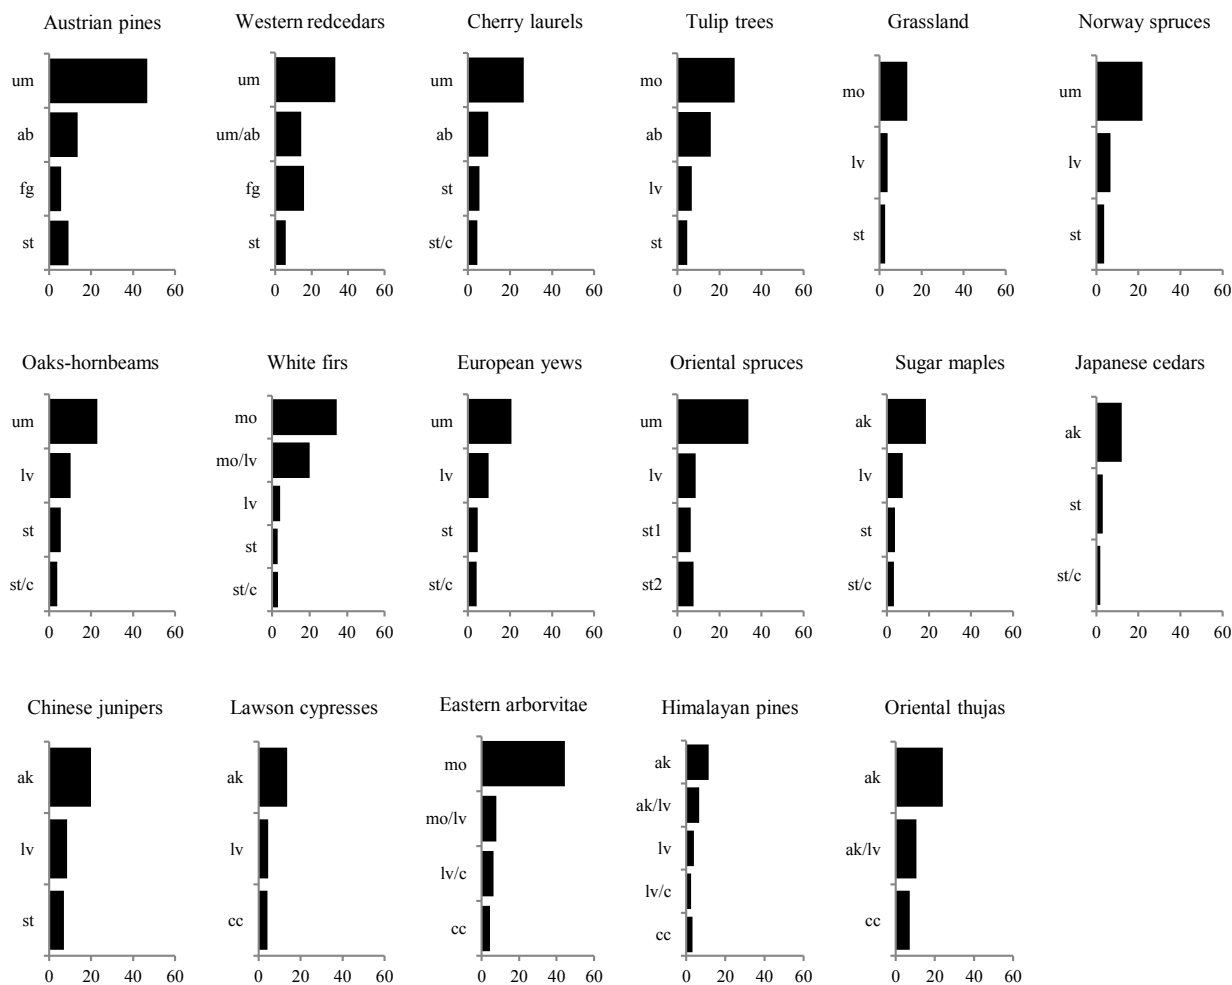 Austrian pines
um
ab
fg
st
0 20 40 60
Western redcedars
um
um/ab
fg
st
0 20 40 60
Cherry laurels
um
ab
st
st/c
0 20 40 60
Tulip trees
mo
ab
lv
st
0 20 40 60
Grassland
mo
lv
st
0 20 40 60
Norway spruces
um
lv
st
0 20 40 60
Oaks-hornbeams
um
lv
st
st/c
0 20 40 60
White firs
mo
mo/lv
lv
st
st/c
0 20 40 60
European yews
um
lv
st
st/c
0 20 40 60
Oriental spruces
um
lv
st1
st2
0 20 40 60
Sugar maples
ak
lv
st
st/c
0 20 40 60
Japanese cedars
ak
st
st/c
0 20 40 60
Chinese junipers
ak
lv
st
0 20 40 60
Lawson cypresses
ak
lv
cc
0 20 40 60
Eastern arborvitae
mo
mo/lv
lv/c
cc
0 20 40 60
Himalayan pines
ak
ak/lv
lv
lv/c
cc
0 20 40 60
Oriental thujas
ak
ak/lv
cc
0 20 40 60